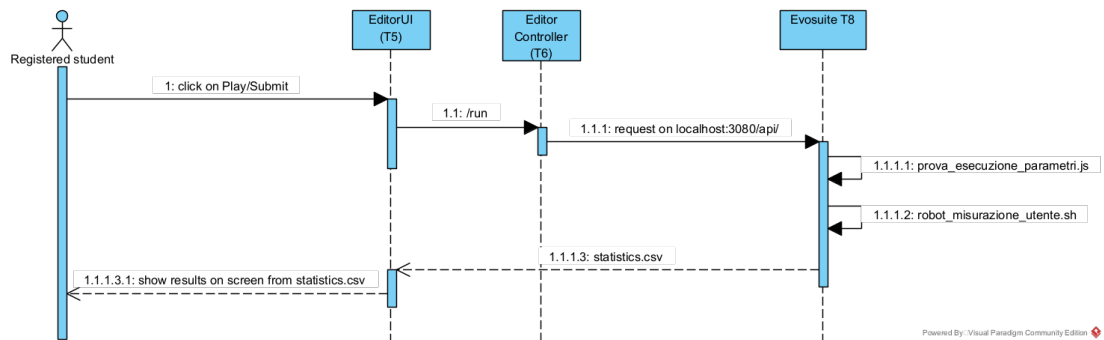 EditorUI
(T5)
Editor
Controller
(T6)
Evosuite T8
Registered student
1: click on Play/Submit
1.1: /run
1.1.1: request on localhost:3080/api/
1.1.1.1: prova_esecuzione_parametri.js
1.1.1.2: robot_misurazione_utente.sh
1.1.1.3: statistics.csv
1.1.1.3.1: show results on screen from statistics.csv
Powered By: Visual Paradigm Community Edition